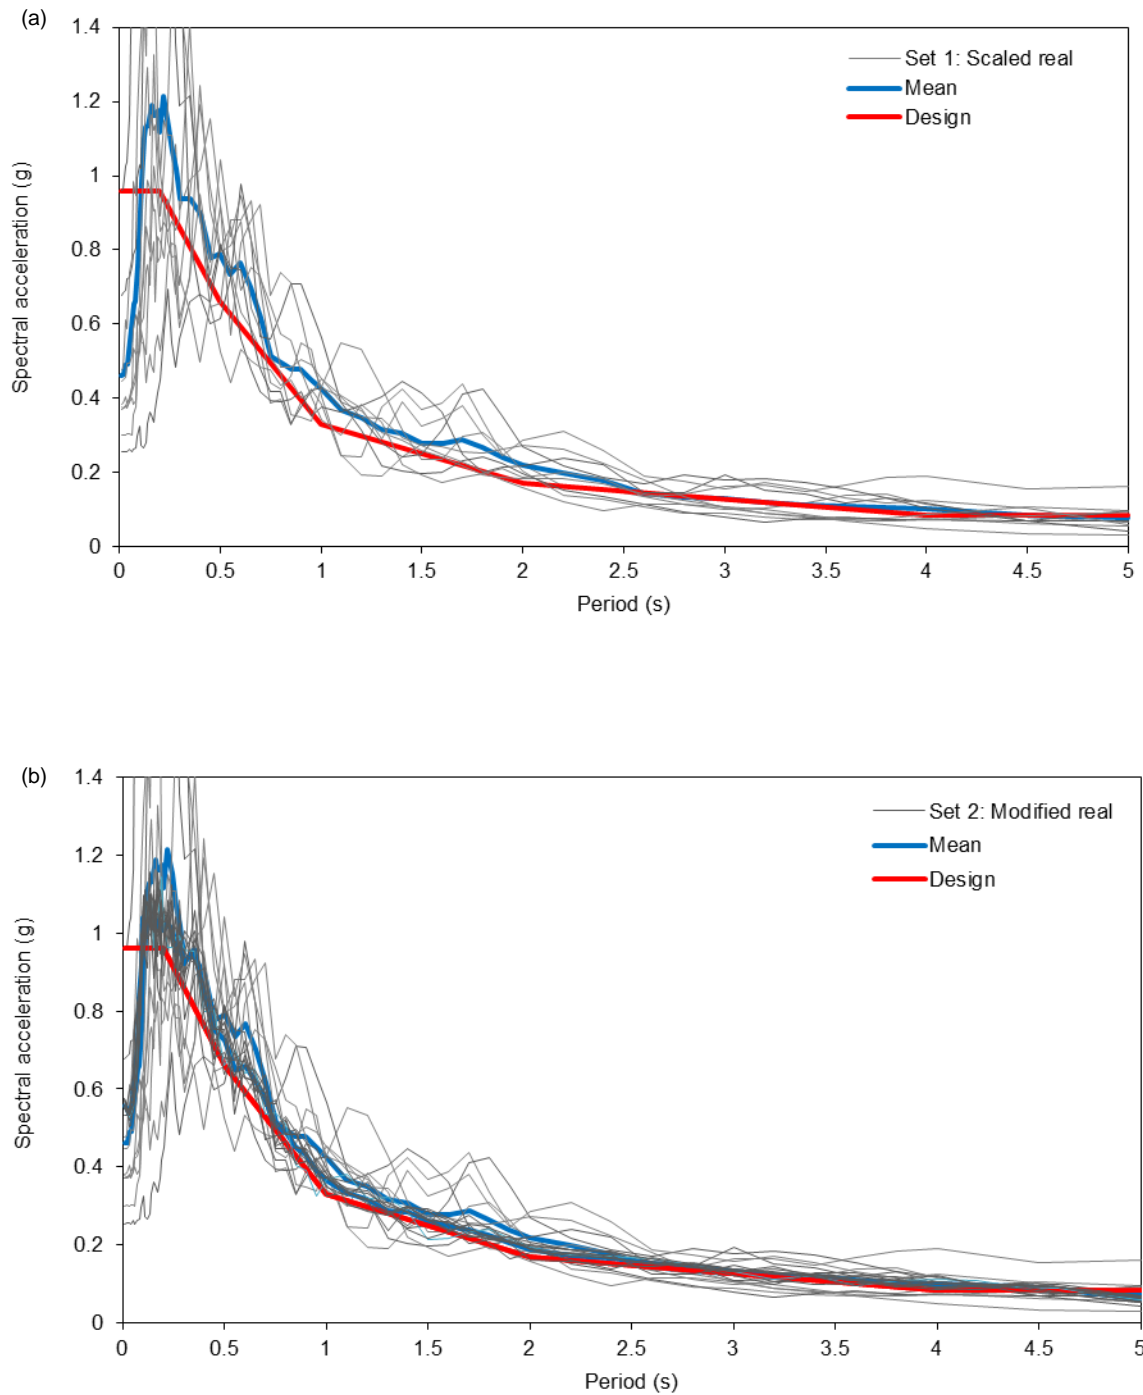 (a)
1.4
1.2
1
0.8
0.6
0.4
0.2
0
Spectral acceleration (g)
Set 1: Scaled real
Mean
Design
0 0.5 1 1.5 2 2.5 3 3.5 4 4.5 5
Period (s)
(b)
1.4
1.2
1
0.8
0.6
0.4
0.2
0
Spectral acceleration (g)
Set 2: Modified real
Mean
Design
0 0.5 1 1.5 2 2.5 3 3.5 4 4.5 5
Period (s)